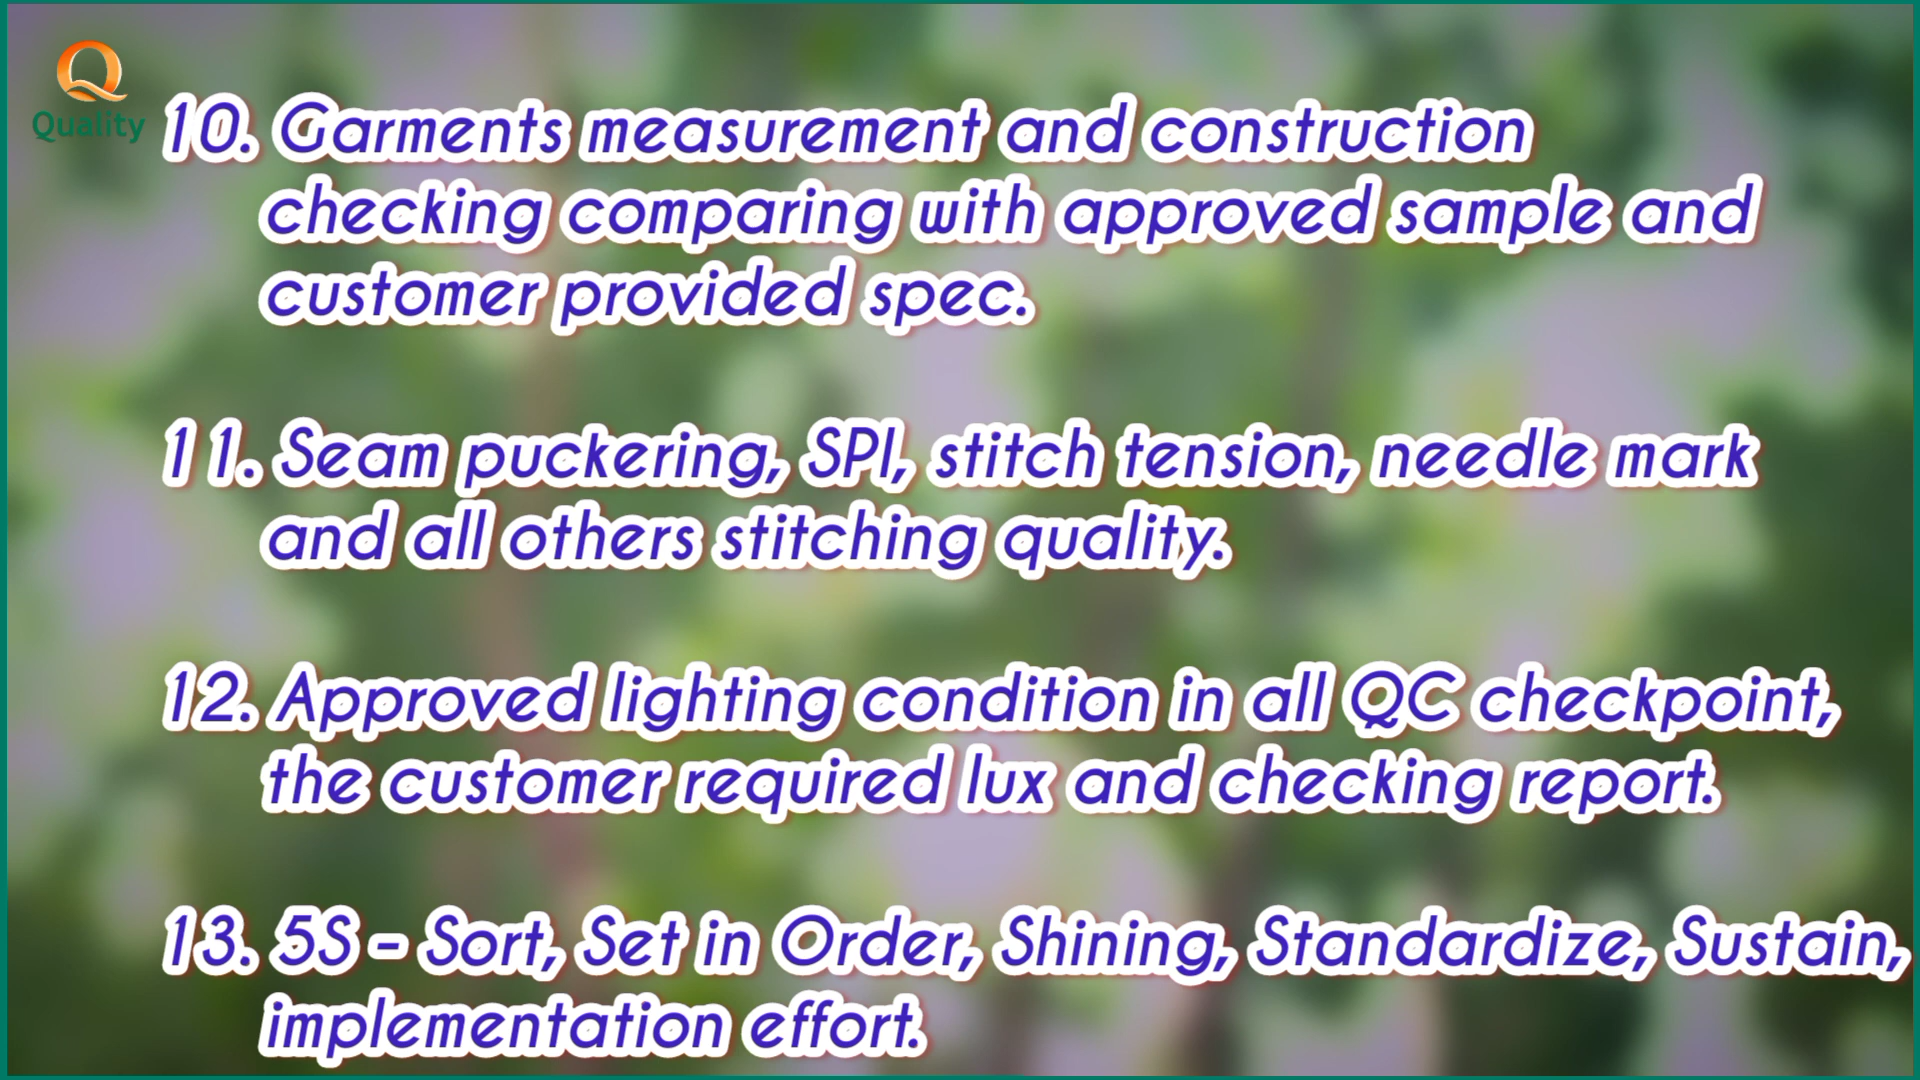 Quality
10. Garments measurement and construction
checking comparing with approved sample and
customer provided spec.
11. Seam puckering, SPI, stitch tension, needle mark
and all others stitching quality.
12. Approved lighting condition in all QC checkpoint,
the customer required lux and checking report.
13. 5S - Sort, Set in Order, Shining, Standardize, Sustain,
implementation effort.